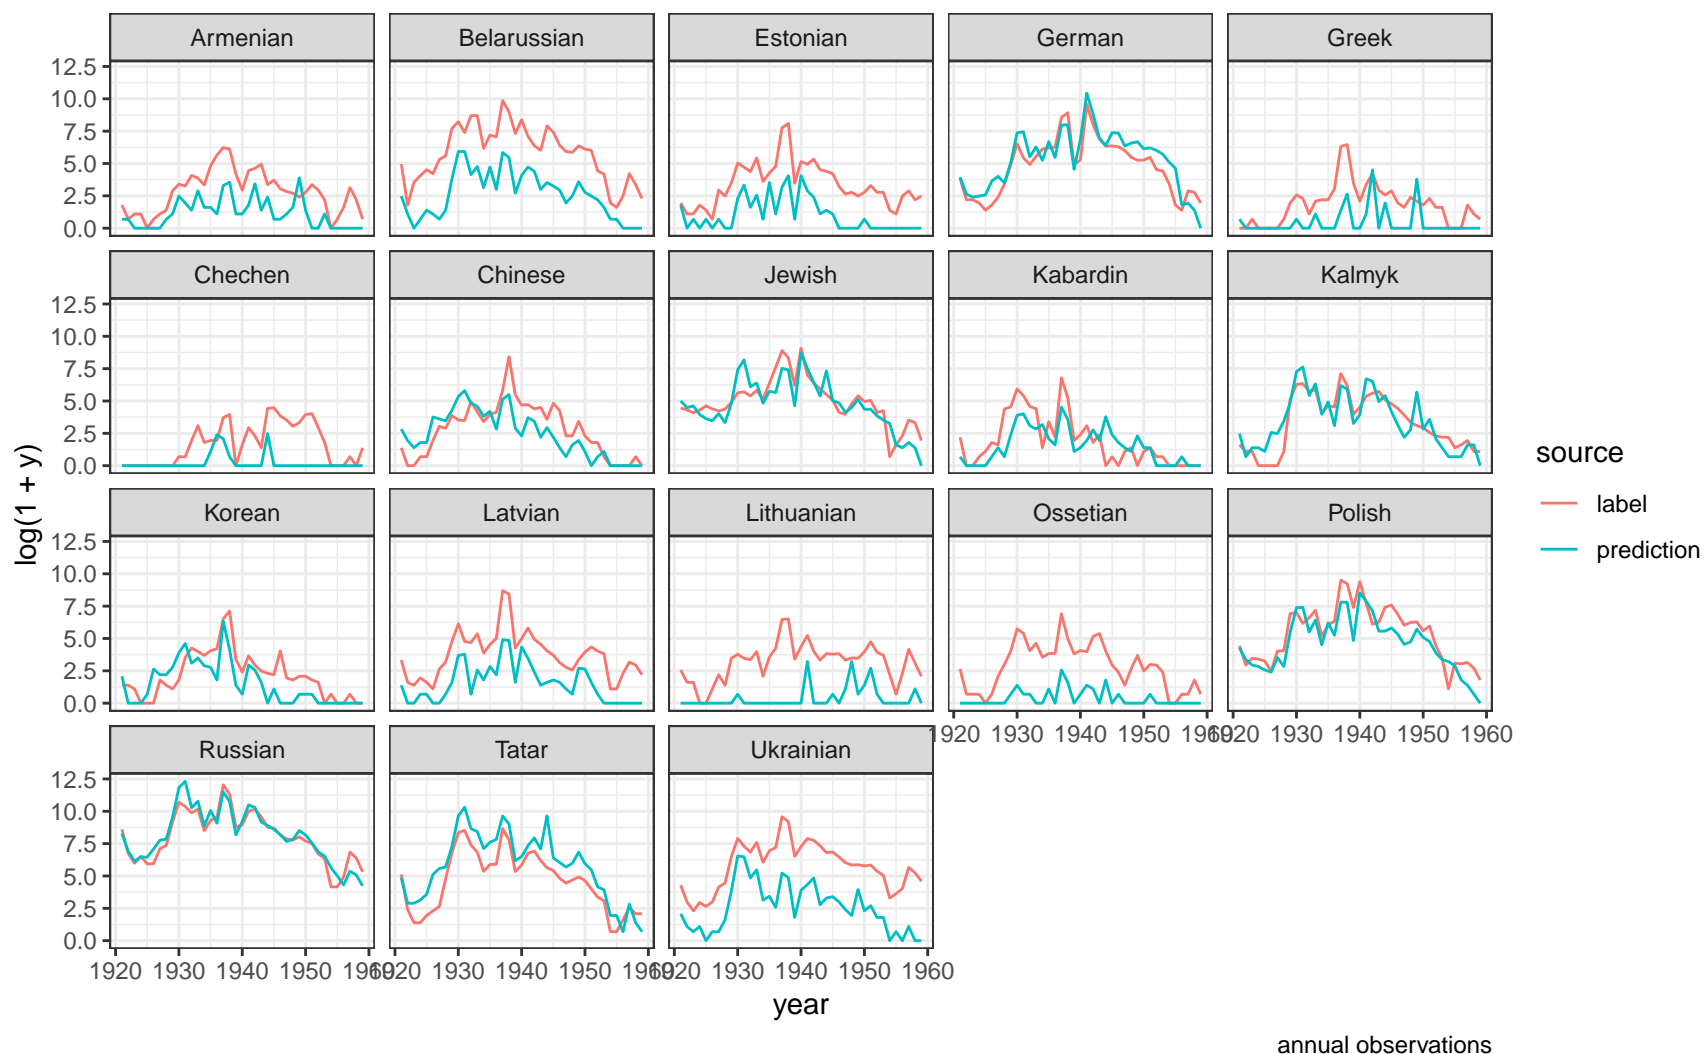 Armenian Belarussian Estonian German Greek
12.5
10.0
7.5
5.0
2.5
0.0
Chechen Chinese Jewish Kabardin Kalmyk
12.5
10.0
7.5
5.0
2.5
0.0
Korean Latvian Lithuanian Ossetian Polish
12.5
10.0
7.5
5.0
2.5
0.0
1920 1930 1940 1950 1960 1920 1930 1940 1950 1960
Russian Tatar Ukrainian
12.5
10.0
7.5
5.0
2.5
0.0
1920 1930 1940 1950 1960 1920 1930 1940 1950 1960 1920 1930 1940 1950 1960
log(1 + y)
year
source
label
prediction
annual observations